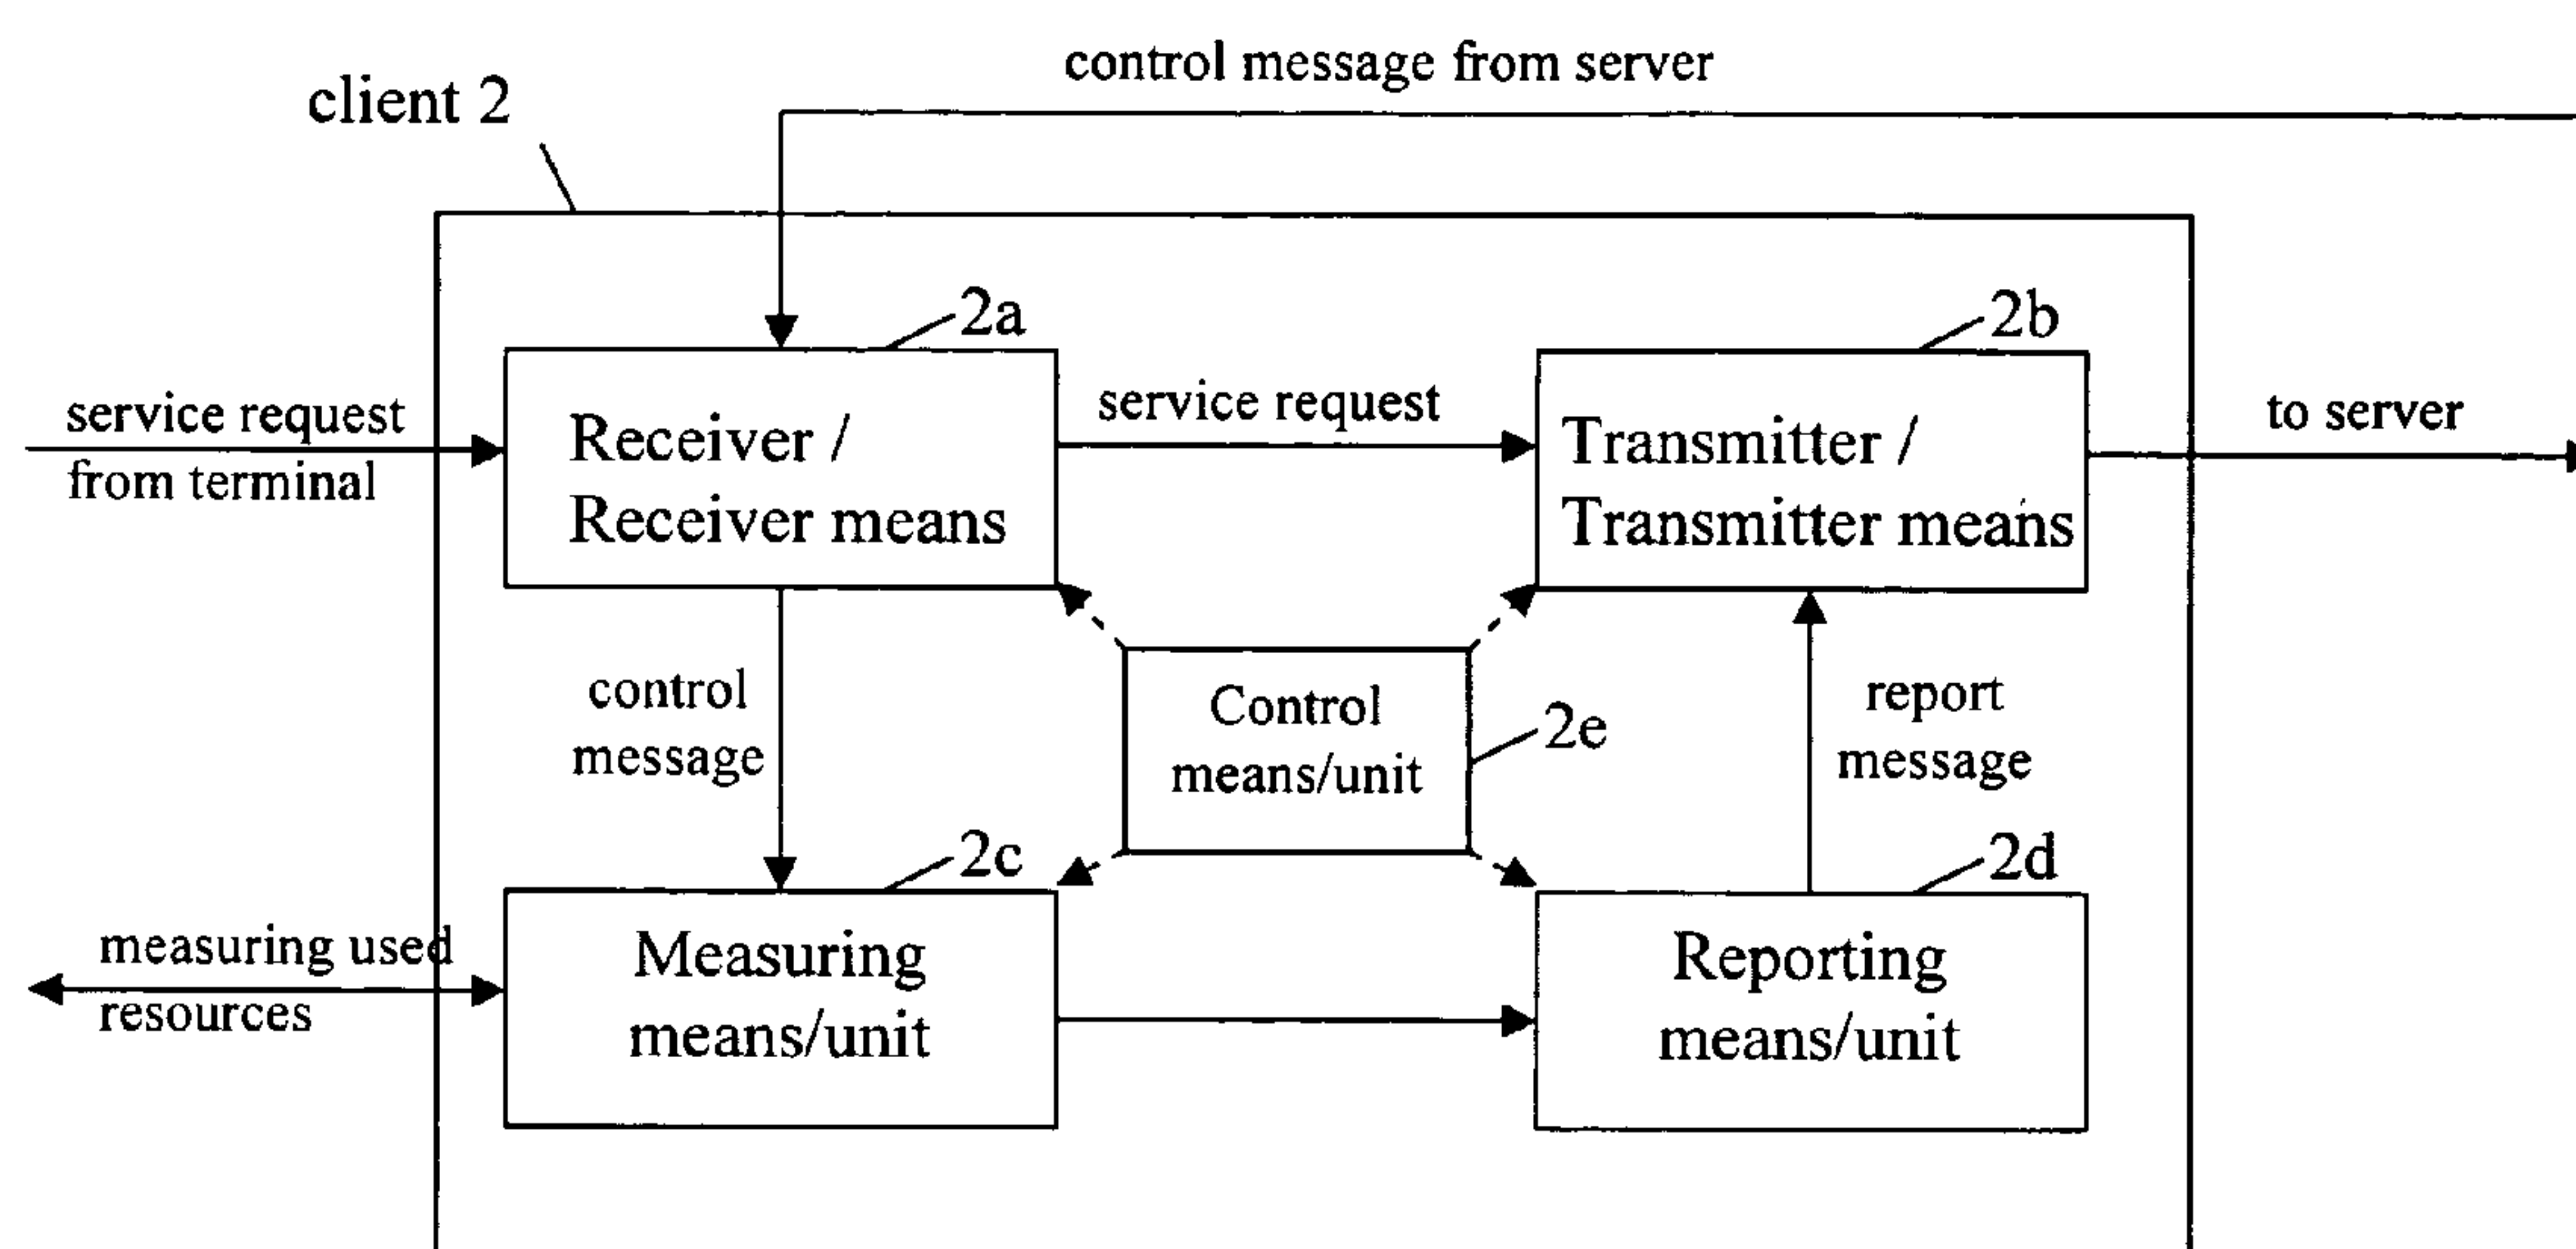 control message from server
client 2
2a
2b
service request
from terminal
Receiver /
Receiver means
service request
Transmitter /
Transmitter means
to server
control
message
Control
means/unit
2e
report
message
2c
2d
measuring used
resources
Measuring
means/unit
Reporting
means/unit